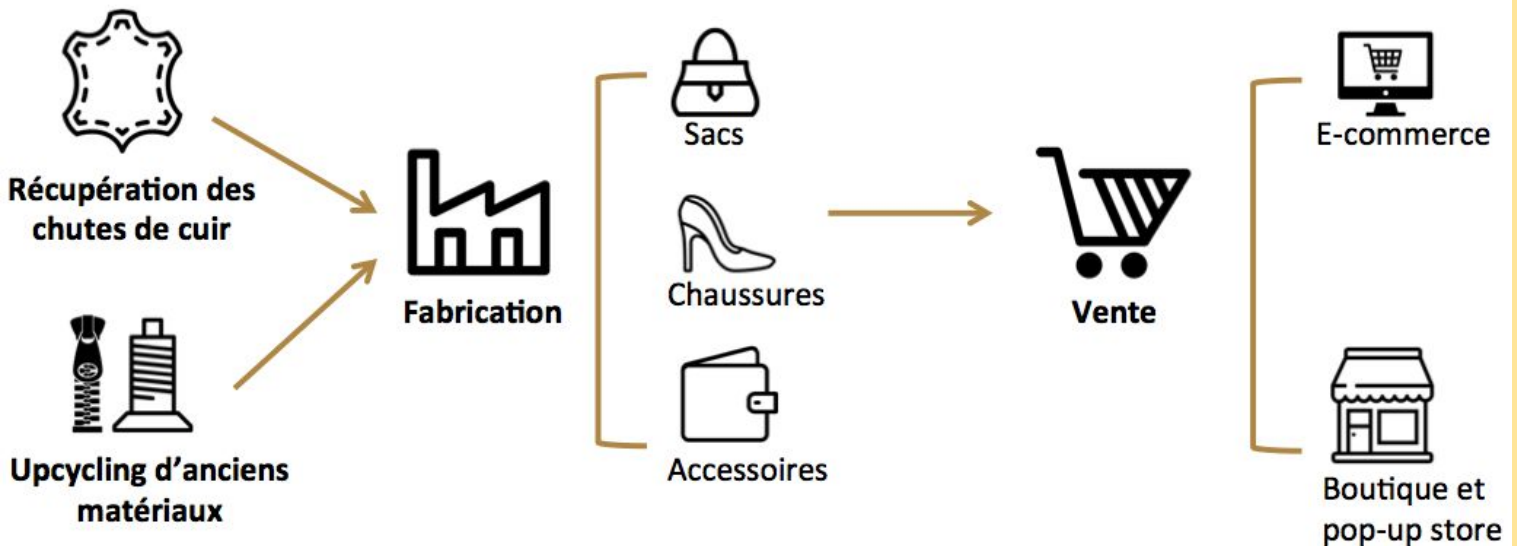 Récupération des
chutes de cuir
Upcycling d’anciens
matériaux
Fabrication
Sacs
Chaussures
Accessoires
Vente
E-commerce
Boutique et
pop-up store